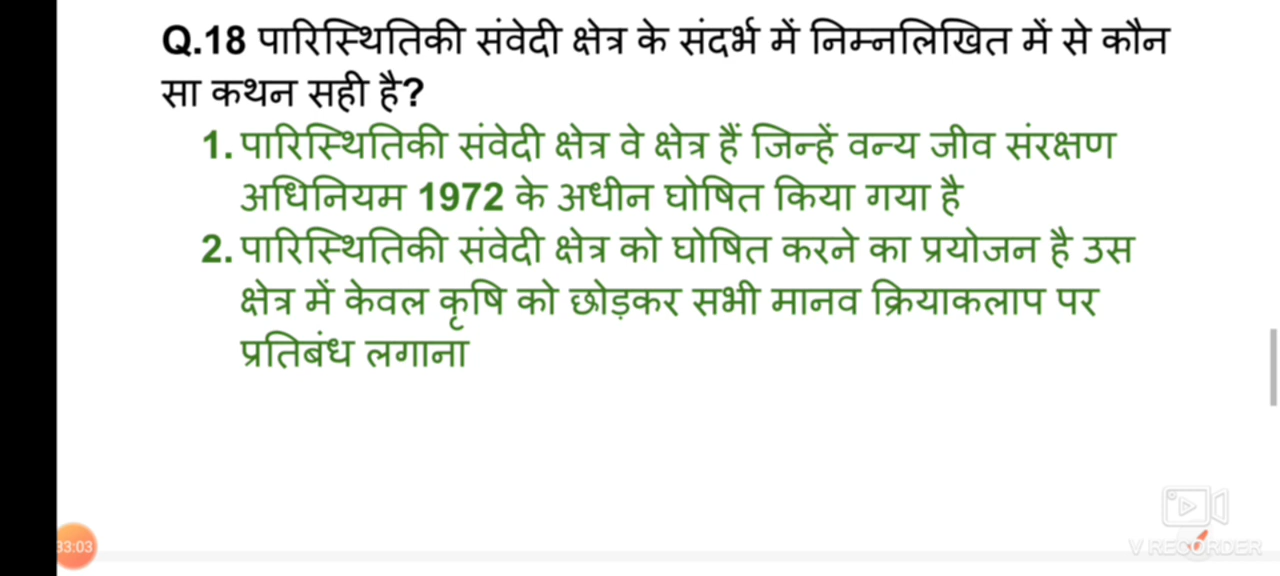 Q.18 पारिस्थितिकी संवेदी क्षेत्र के संदर्भ में निम्नलिखित में से कौन
सा कथन सही है?
1. पारिस्थितिकी संवेदी क्षेत्र वे क्षेत्र हैं जिन्हें वन्य जीव संरक्षण
अधिनियम 1972 के अधीन घोषित किया गया है
2. पारिस्थितिकी संवेदी क्षेत्र को घोषित करने का प्रयोजन है उस
क्षेत्र में केवल कृषि को छोड़कर सभी मानव क्रियाकलाप पर
प्रतिबंध लगाना
33:03
V RECORDER